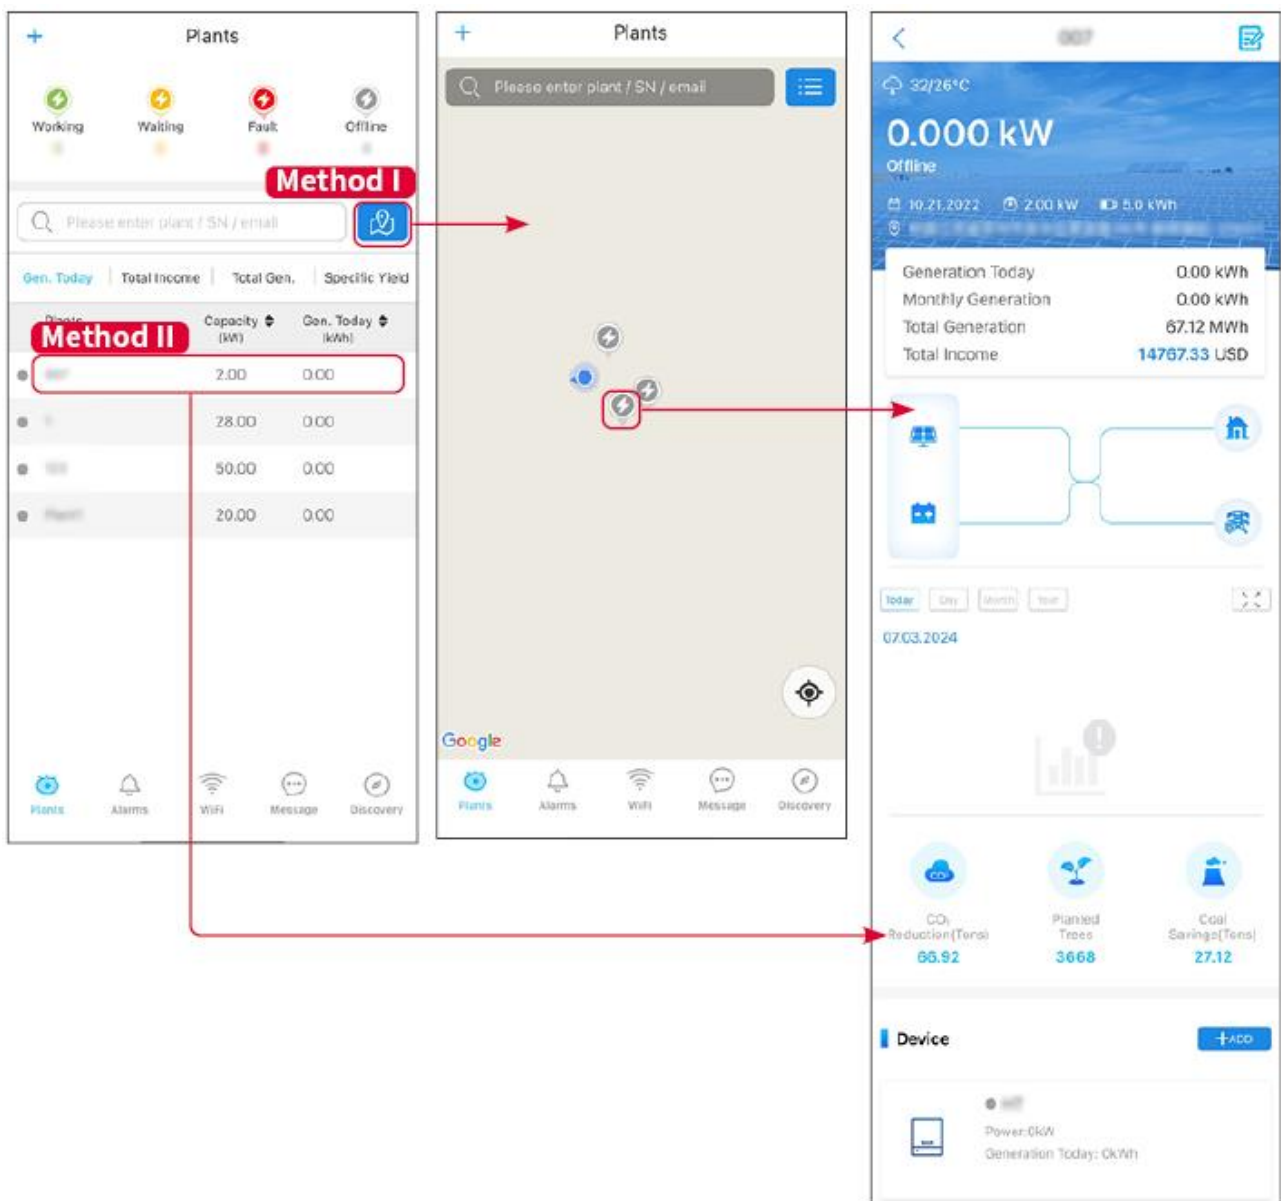 Plants
Working
Waiting
Fault
Offline
Method I
Please enter plant / SN / email
Gen. Today
Total Income
Total Gen.
Specific Yield
Plants
Capacity
(kW)
Gen. Today
(kWh)
Method II
2.00 0.00
28.00 0.00
50.00 0.00
20.00 0.00
Plants
Alarms
WiFi
Message
Discovery
Plants
Please enter plant / SN / email
Google
Plants
Alarms
WiFi
Message
Discovery
007
32/26°C
0.000 kW
Offline
10.21.2022 2.00 kW 5.0 kWh
Generation Today 0.00 kWh
Monthly Generation 0.00 kWh
Total Generation 67.12 MWh
Total Income 14767.33 USD
Today
Day
Month
Year
07.03.2024
CO₂
Reduction(Tons)
66.92
Planted
Trees
3668
Coal
Savings(Tons)
27.12
Device
+ADD
Power:0kW
Generation Today: 0kWh